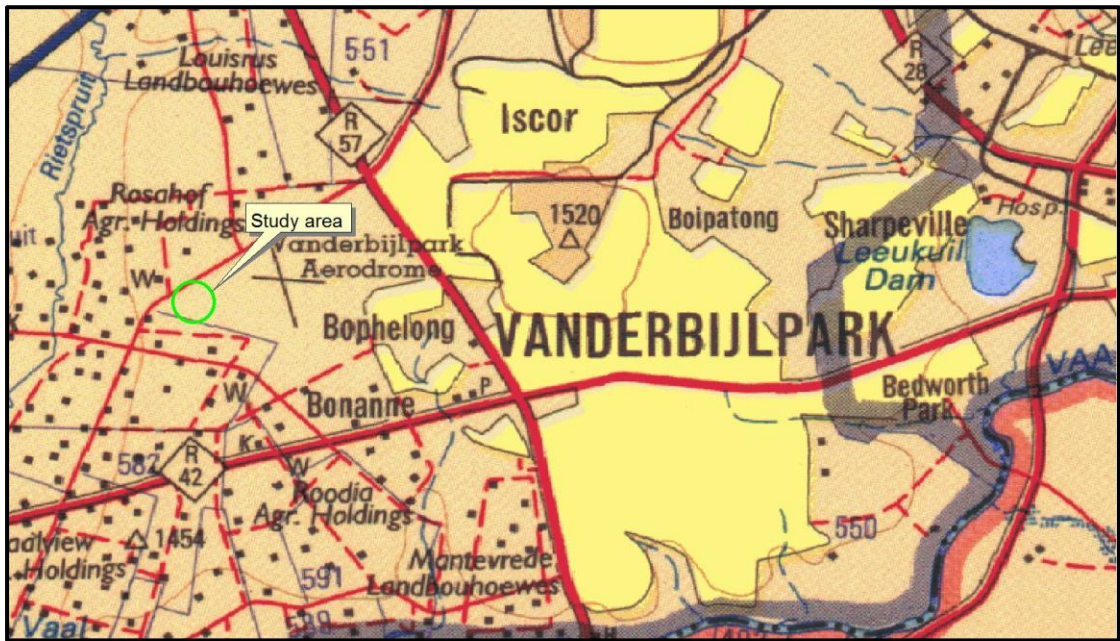 551
Louisrus
Landbouhoewes
Rietspruit
R
57
Iscor
R
28
Rosahof
Agr. Holdings
Study area
Vanderbijlpark
Aerodrome
1520
Boipatong
Sharpeville
Leeukuil
Dam
Hosp.
W
Bophelong
VANDERBIJLPARK
Bedworth
Park
W
Bonanne
P
K
W
582
R
42
Roodia
Agr. Holdings
1454
Holdings
591
Mantevrede
Landbouhoewes
550
Vaal